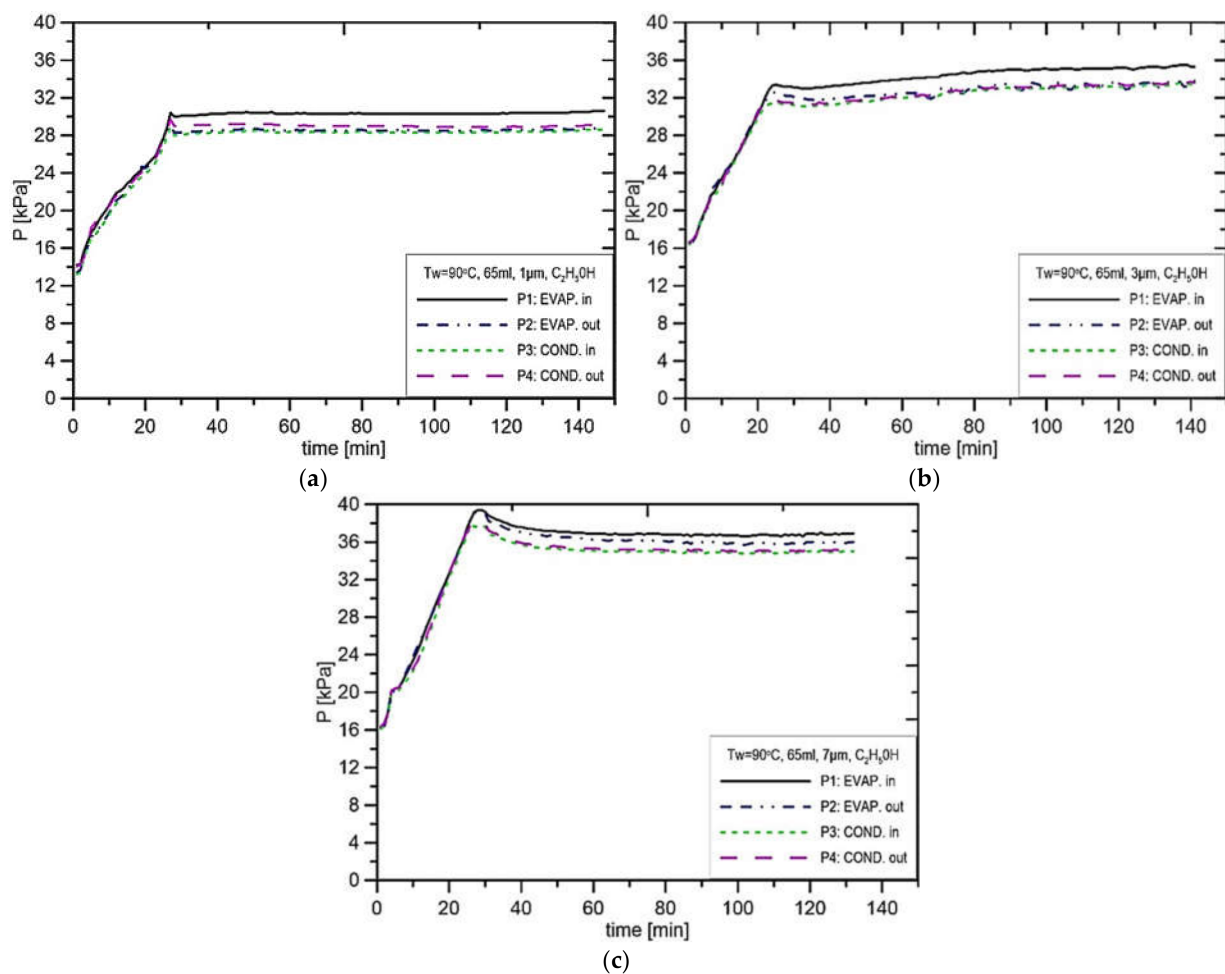 40
36
32
28
24
20
16
12
8
4
0
P [kPa]
Tw=90°C, 65ml, 1μm, C₂H₅0H
P1: EVAP. in
P2: EVAP. out
P3: COND. in
P4: COND. out
0 20 40 60 80 100 120 140
time [min]
(a)
40
36
32
28
24
20
16
12
8
4
0
P [kPa]
Tw=90°C, 65ml, 3μm, C₂H₅0H
P1: EVAP. in
P2: EVAP. out
P3: COND. in
P4: COND. out
0 20 40 60 80 100 120 140
time [min]
(b)
40
36
32
28
24
20
16
12
8
4
0
P [kPa]
Tw=90°C, 65ml, 7μm, C₂H₅0H
P1: EVAP. in
P2: EVAP. out
P3: COND. in
P4: COND. out
0 20 40 60 80 100 120 140
time [min]
(c)